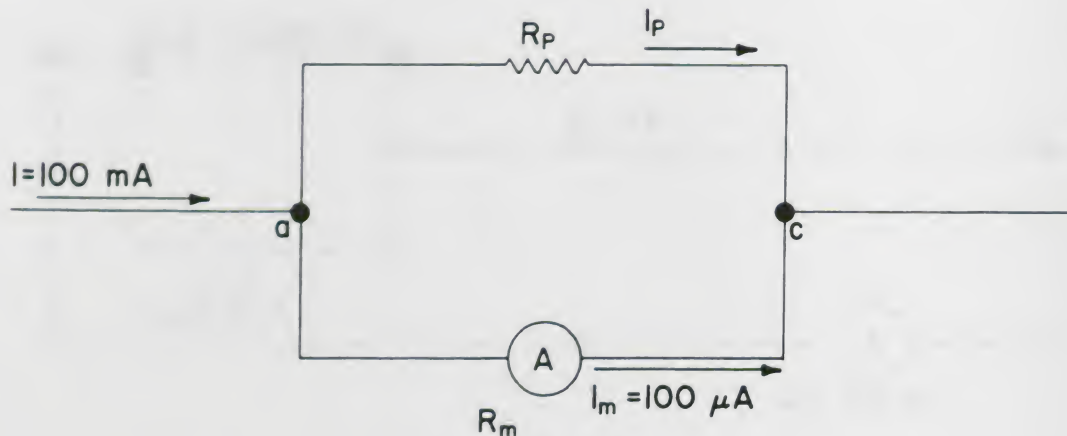 R_P
I_P
I=100 mA
a
c
A
I_m =100 μA
R_m